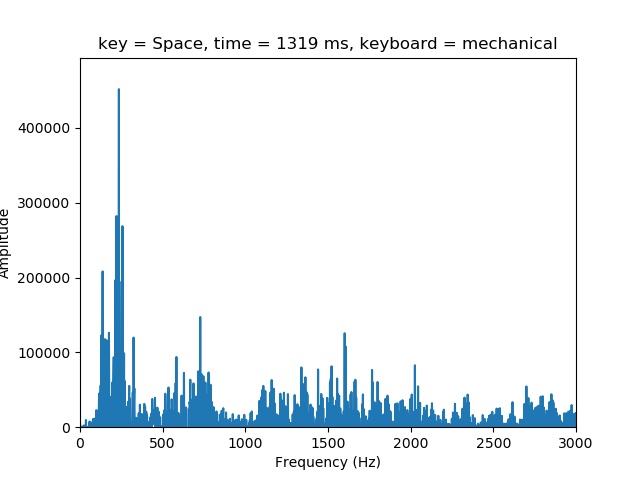 key = Space, time = 1319 ms, keyboard = mechanical
Amplitude
400000
300000
200000
100000
0
0 500 1000 1500 2000 2500 3000
Frequency (Hz)